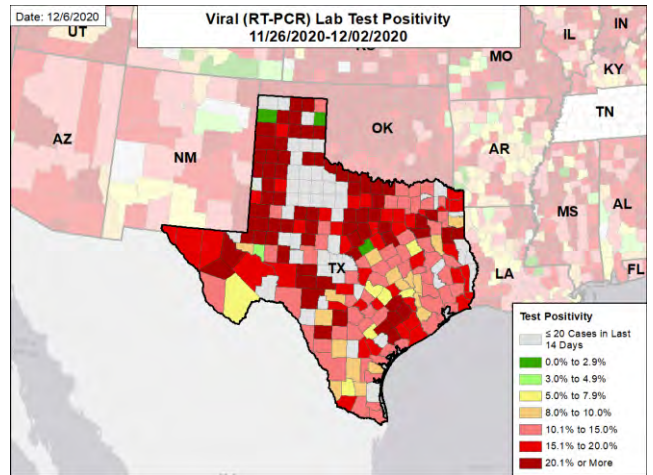 Date: 12/6/2020
Viral (RT-PCR) Lab Test Positivity
11/26/2020-12/02/2020
UT
MO
IL
IN
KY
TN
AZ
NM
OK
AR
MS
AL
TX
LA
FL
Test Positivity
≤ 20 Cases in Last
14 Days
0.0% to 2.9%
3.0% to 4.9%
5.0% to 7.9%
8.0% to 10.0%
10.1% to 15.0%
15.1% to 20.0%
20.1% or More